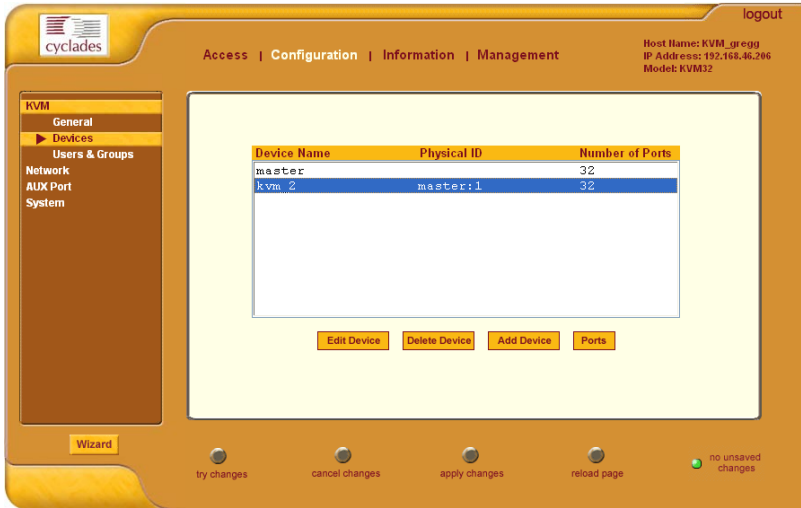 cyclades
logout
Access | Configuration | Information | Management
Host Name: KVM_gregg
IP Address: 192.168.46.206
Model: KVM32
KVM
General
Devices
Users & Groups
Network
AUX Port
System
Device Name Physical ID Number of Ports
master 32
kvm 2 master:1 32
Edit Device Delete Device Add Device Ports
Wizard
try changes cancel changes apply changes reload page no unsaved changes